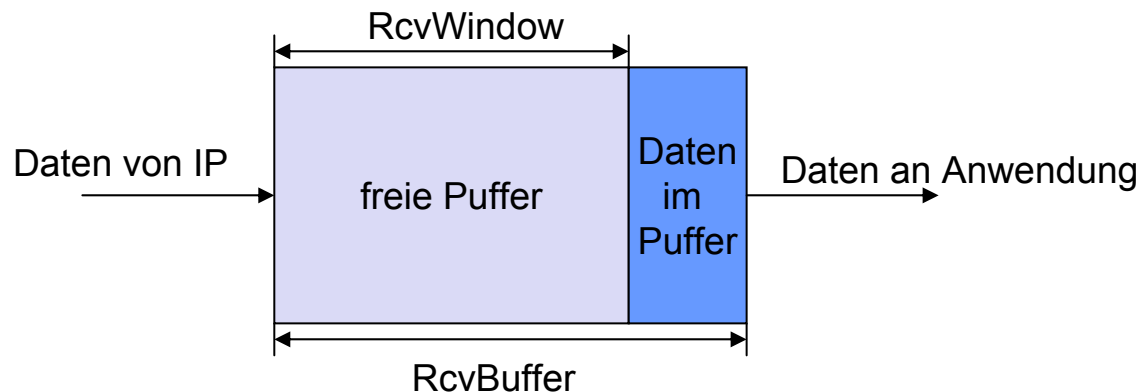 RcvWindow
Daten von IP
freie Puffer
Daten
im
Puffer
Daten an Anwendung
RcvBuffer